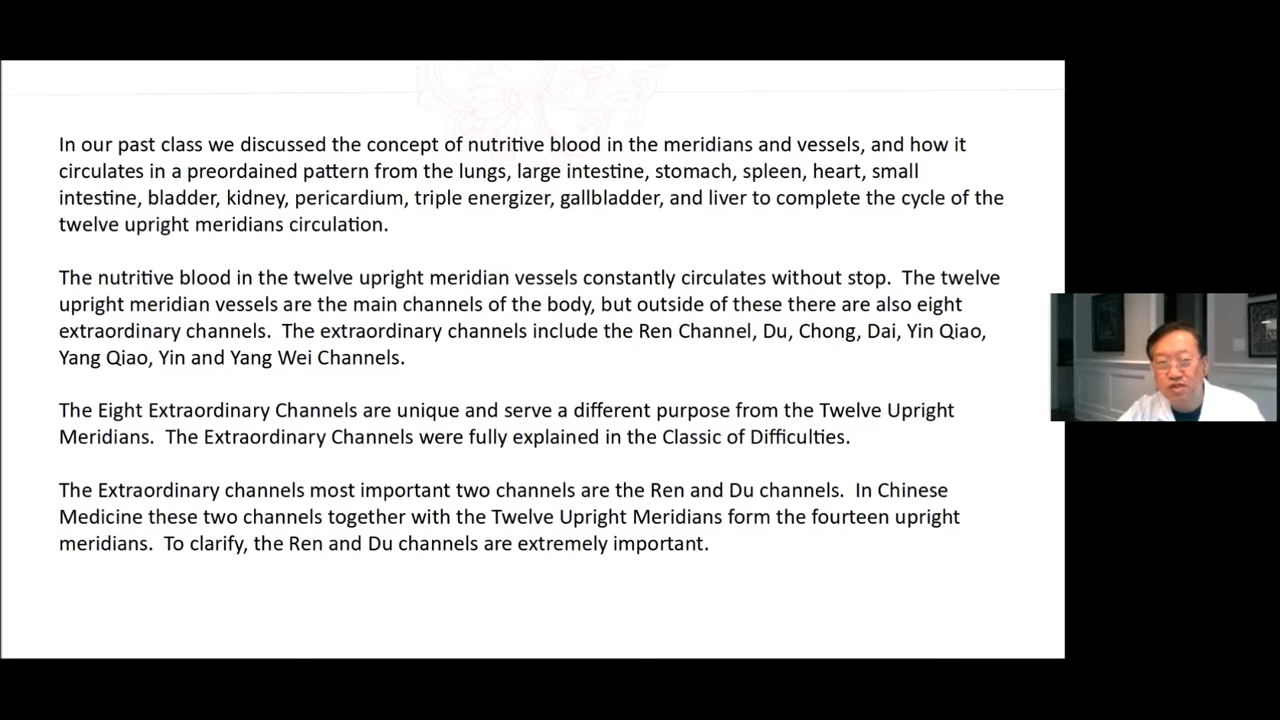 In our past class we discussed the concept of nutritive blood in the meridians and vessels, and how it
circulates in a preordained pattern from the lungs, large intestine, stomach, spleen, heart, small
intestine, bladder, kidney, pericardium, triple energizer, gallbladder, and liver to complete the cycle of the
twelve upright meridians circulation.
The nutritive blood in the twelve upright meridian vessels constantly circulates without stop.  The twelve
upright meridian vessels are the main channels of the body, but outside of these there are also eight
extraordinary channels.  The extraordinary channels include the Ren Channel, Du, Chong, Dai, Yin Qiao,
Yang Qiao, Yin and Yang Wei Channels.
The Eight Extraordinary Channels are unique and serve a different purpose from the Twelve Upright
Meridians.  The Extraordinary Channels were fully explained in the Classic of Difficulties.
The Extraordinary channels most important two channels are the Ren and Du channels.  In Chinese
Medicine these two channels together with the Twelve Upright Meridians form the fourteen upright
meridians.  To clarify, the Ren and Du channels are extremely important.